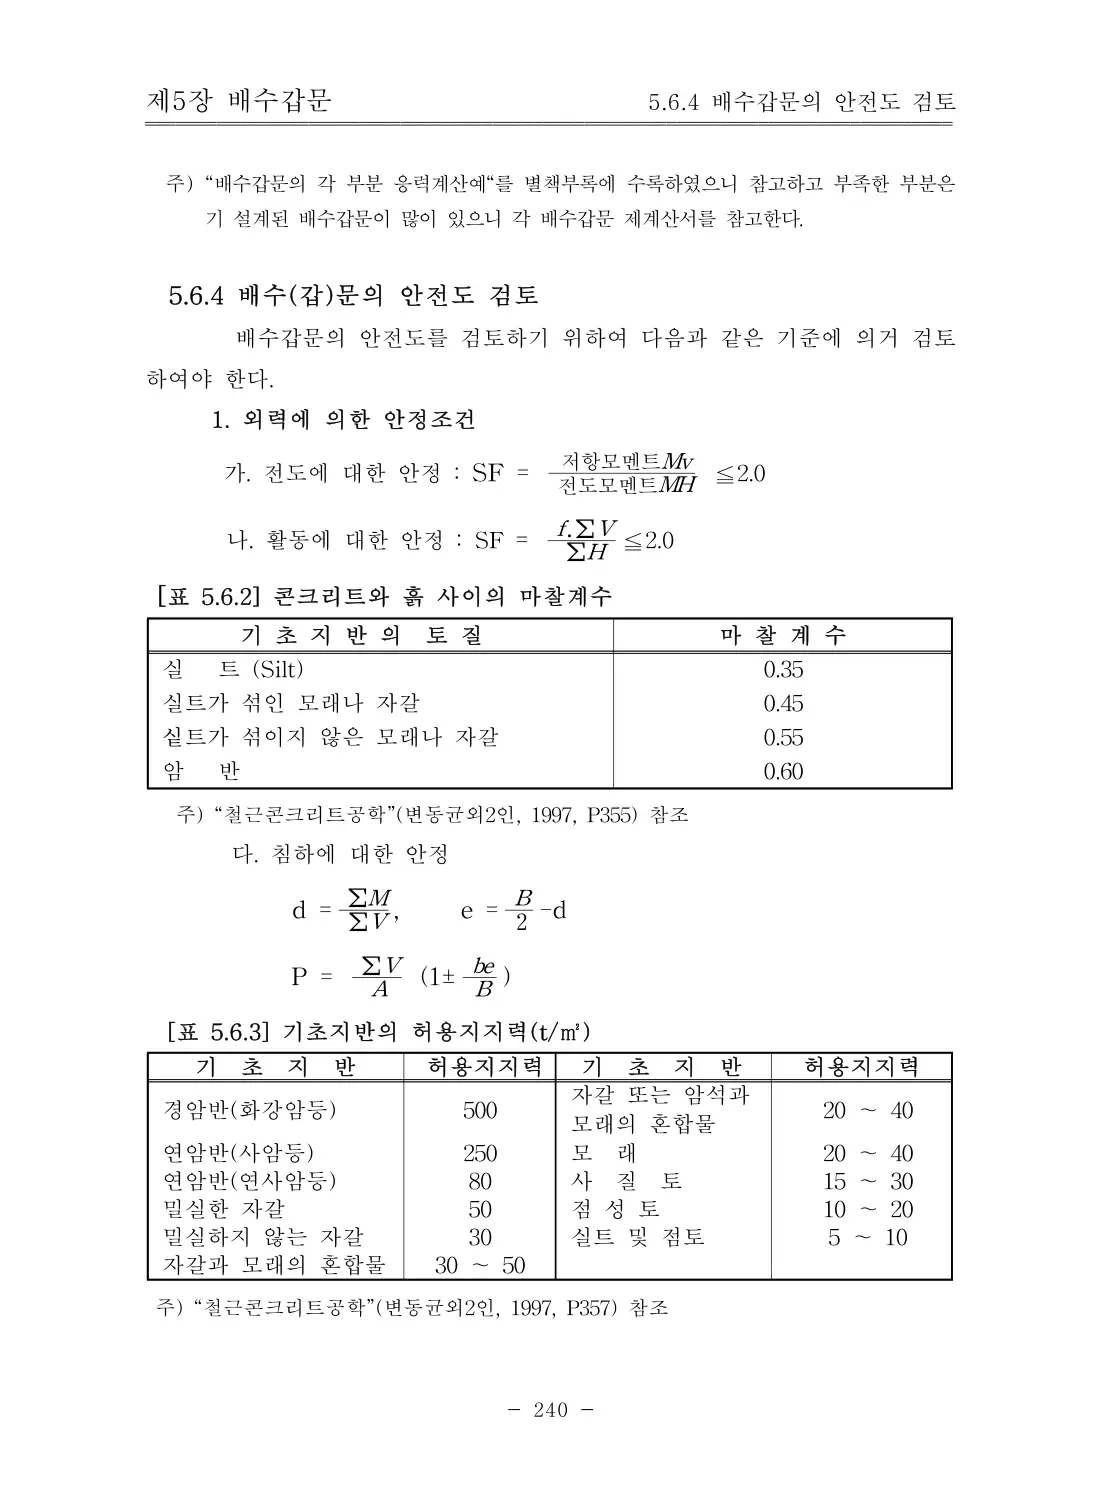 제5장 배수갑문 5.6.4 배수갑문의 안전도 검토
주) “배수갑문의 각 부분 응력계산예“를 별책부록에 수록하였으니 참고하고 부족한 부분은
기 설계된 배수갑문이 많이 있으니 각 배수갑문 제계산서를 참고한다.
5.6.4 배수(갑)문의 안전도 검토
배수갑문의 안전도를 검토하기 위하여 다음과 같은 기준에 의거 검토
하여야 한다.
1. 외력에 의한 안정조건
가. 전도에 대한 안정 : SF = 저항모멘트Mv / 전도모멘트MH ≦2.0
나. 활동에 대한 안정 : SF = f.∑V / ∑H ≦2.0
[표 5.6.2] 콘크리트와 흙 사이의 마찰계수
기 초 지 반 의 토 질 마 찰 계 수
실 트 (Silt) 0.35
실트가 섞인 모래나 자갈 0.45
싵트가 섞이지 않은 모래나 자갈 0.55
암 반 0.60
주) “철근콘크리트공학”(변동균외2인, 1997, P355) 참조
다. 침하에 대한 안정
d = ∑M / ∑V, e = B / 2 -d
P = ∑V / A (1± be / B )
[표 5.6.3] 기초지반의 허용지지력(t/㎡)
기 초 지 반 허용지지력 기 초 지 반 허용지지력
경암반(화강암등) 500 자갈 또는 암석과 모래의 혼합물 20 ~ 40
연암반(사암등) 250 모 래 20 ~ 40
연암반(연사암등) 80 사 질 토 15 ~ 30
밀실한 자갈 50 점 성 토 10 ~ 20
밀실하지 않는 자갈 30 실트 및 점토 5 ~ 10
자갈과 모래의 혼합물 30 ~ 50
주) “철근콘크리트공학”(변동균외2인, 1997, P357) 참조
- 240 -